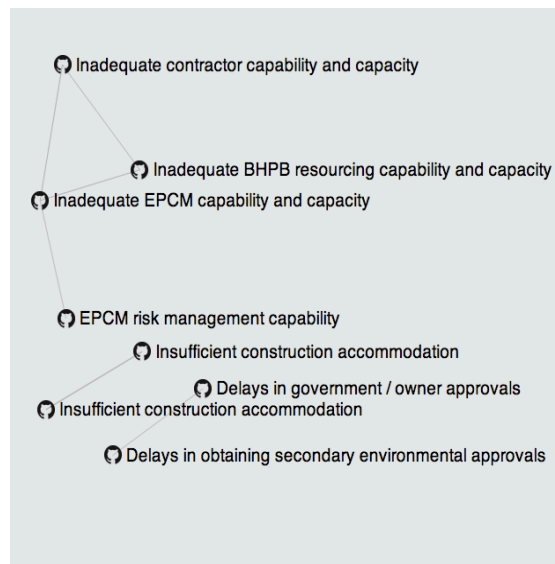 Inadequate contractor capability and capacity
Inadequate BHPB resourcing capability and capacity
Inadequate EPCM capability and capacity
EPCM risk management capability
Insufficient construction accommodation
Delays in government / owner approvals
Insufficient construction accommodation
Delays in obtaining secondary environmental approvals